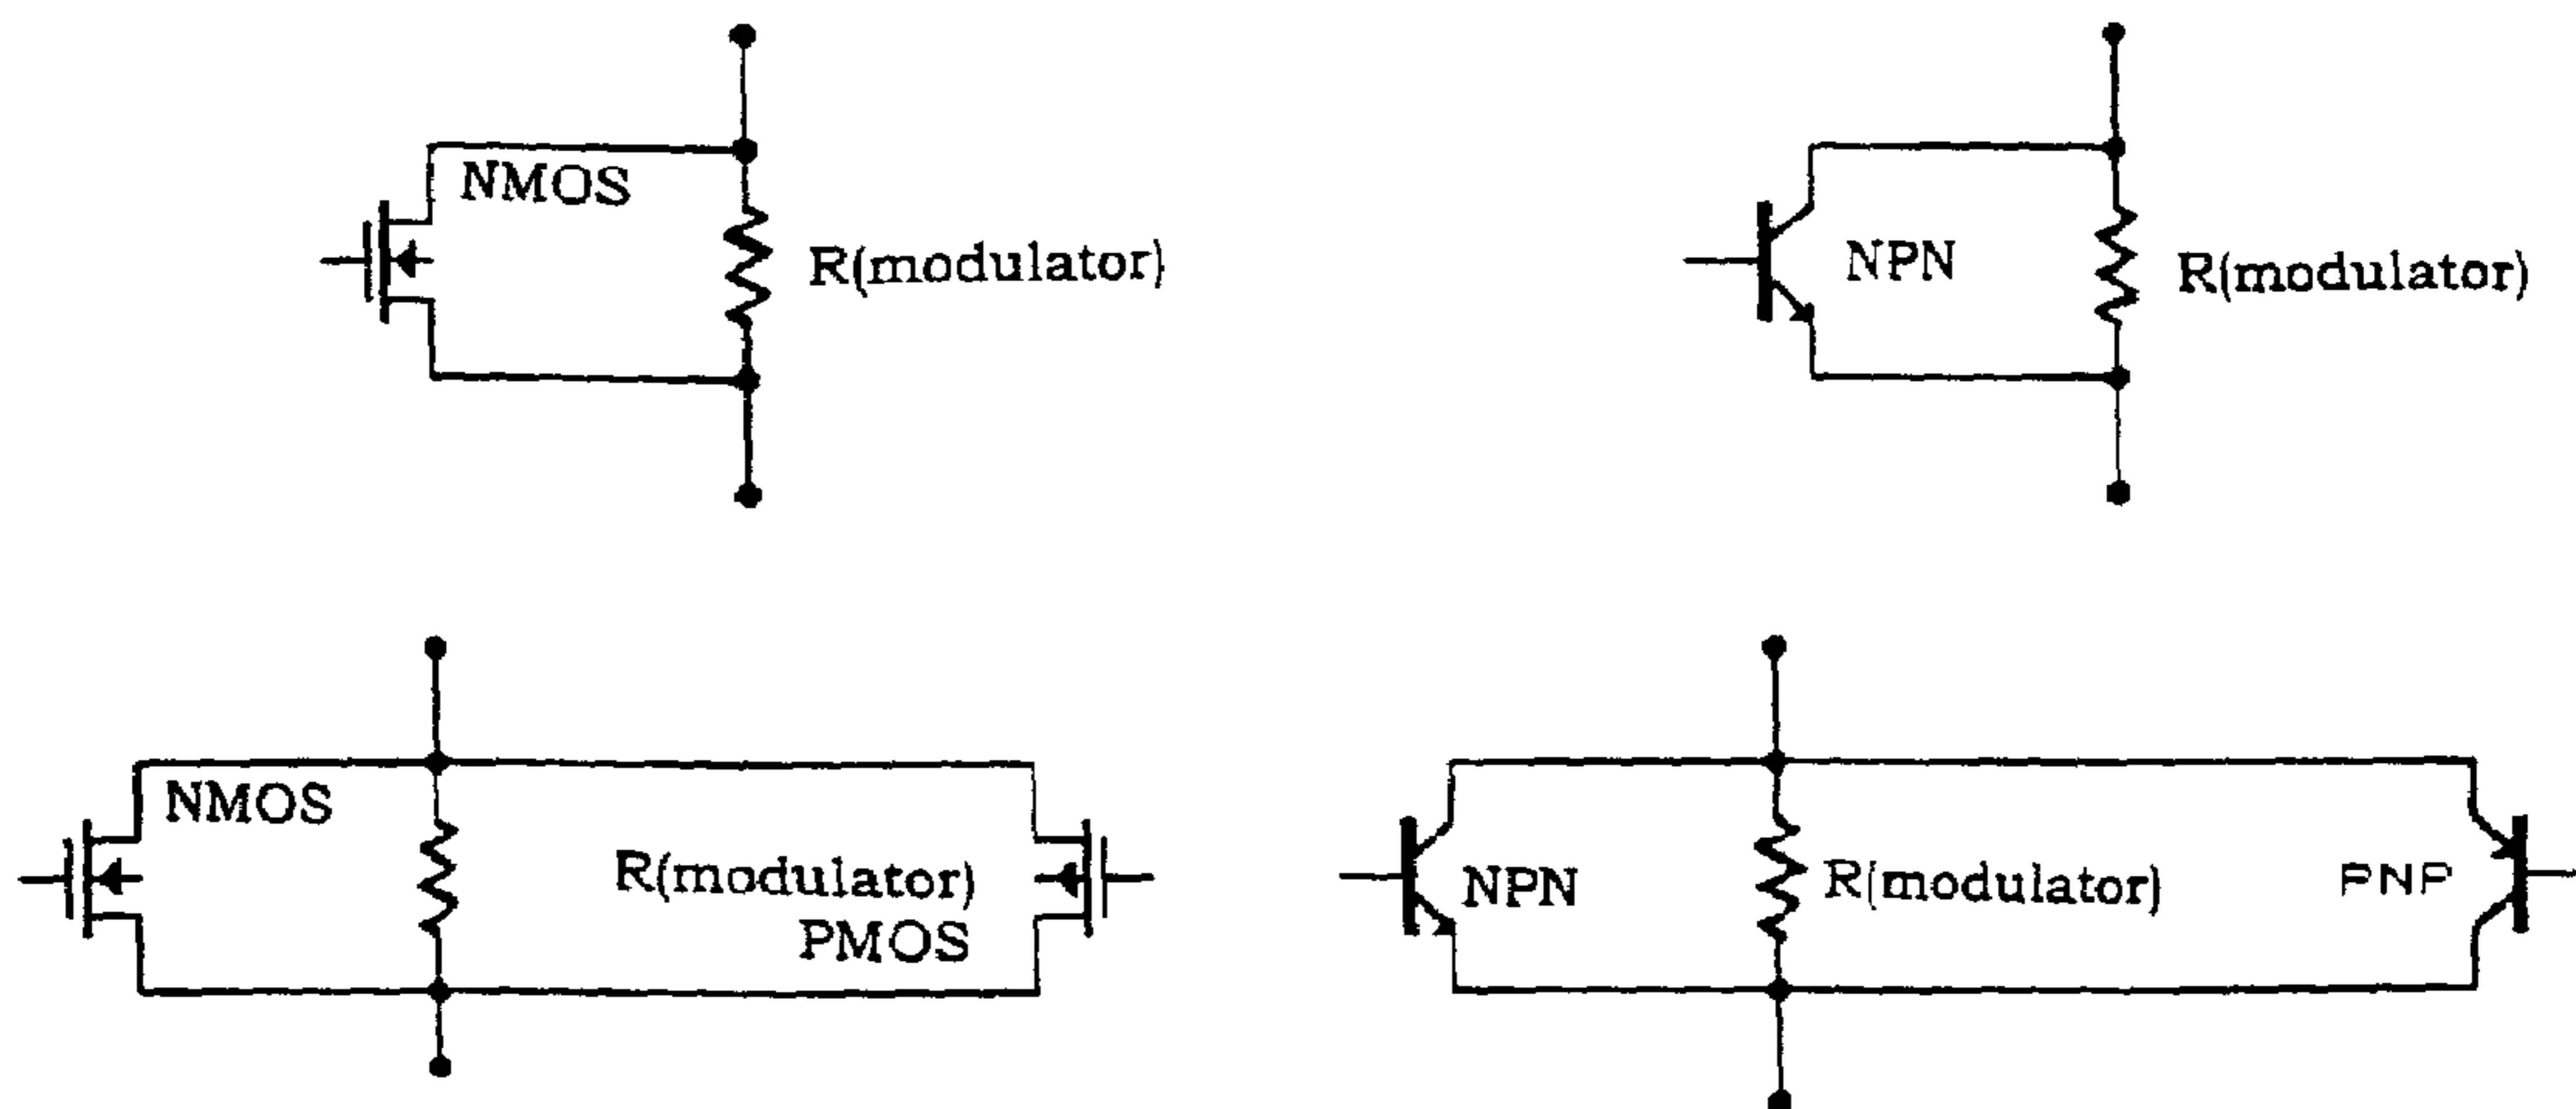 NMOS
R(modulator)
NPN
R(modulator)
NMOS
R(modulator)
PMOS
NPN
R(modulator)
PNP